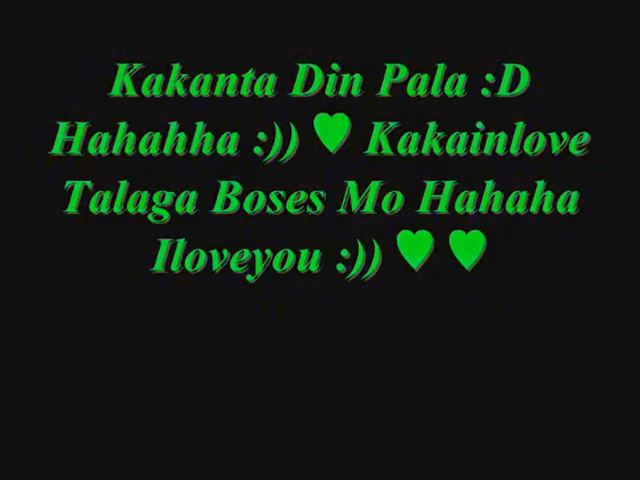 Kakanta Din Pala :D
Hahahha :)) ♥ Kakainlove
Talaga Boses Mo Hahaha
Iloveyou :)) ♥ ♥